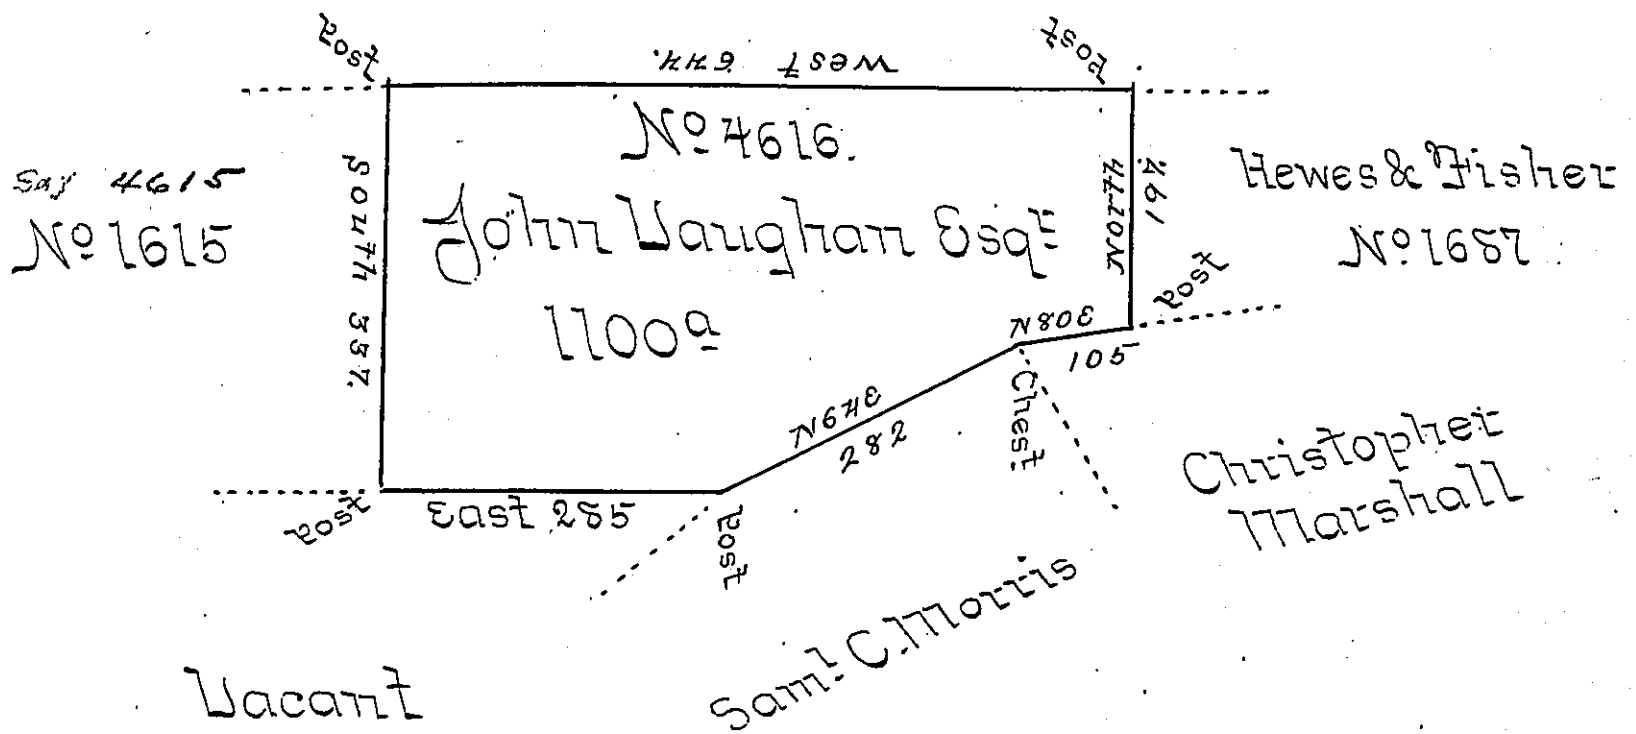 Post
West 644.
Post
Say 4615
No 1615
South 337.
No 4616.
John Vaughan Esqr
1100a
North
194
Hewes & Fisher
No 1687
Post
N80E
105
Chest.
N64E
282
Post
East 285
Post
Christopher
Marshall
Saml C. Morris
Vacant